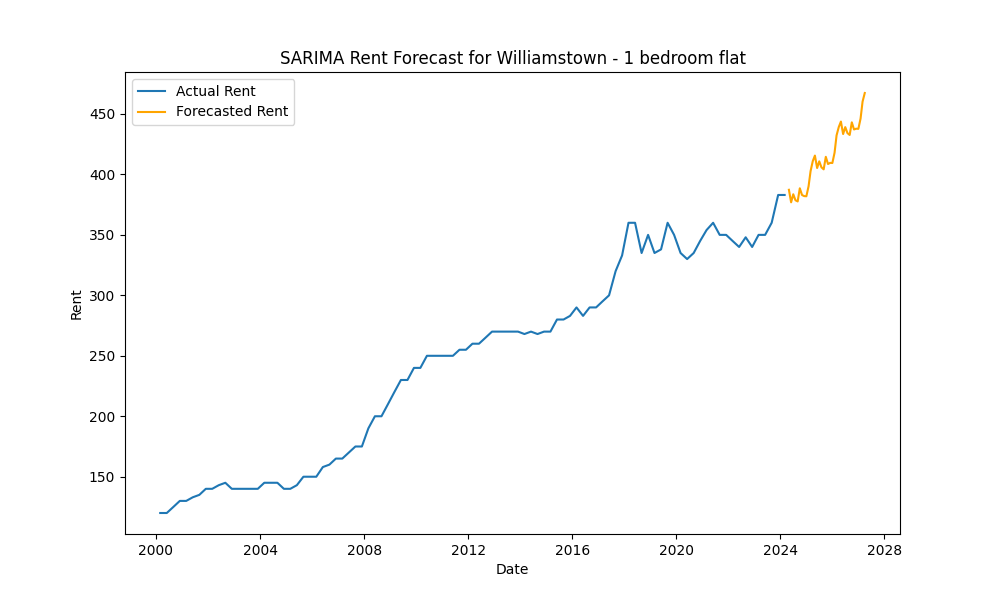 SARIMA Rent Forecast for Williamstown - 1 bedroom flat
Actual Rent
Forecasted Rent
450
400
350
300
250
200
150
Rent
2000 2004 2008 2012 2016 2020 2024 2028
Date